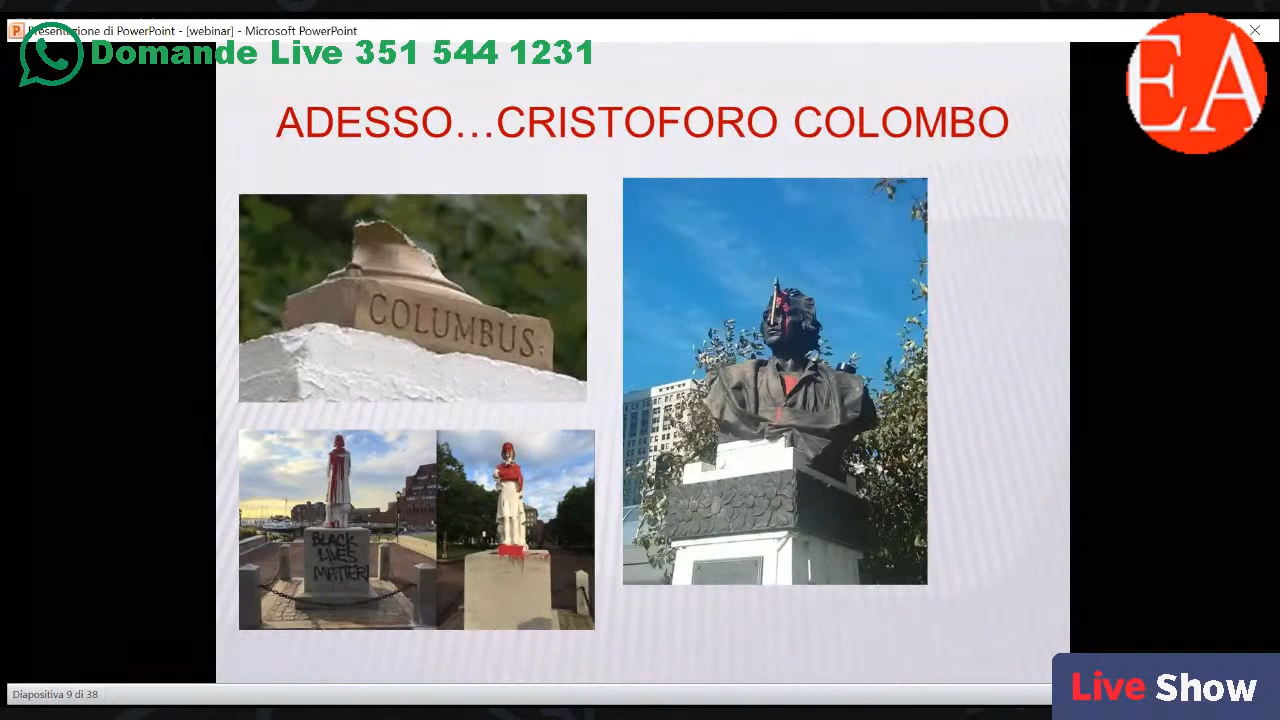 Presentazione di PowerPoint - [webinar] - Microsoft PowerPoint
Domande Live 351 544 1231
EA
ADESSO...CRISTOFORO COLOMBO
COLUMBUS
BLACK
LIVES
MATTER!
Diapositiva 9 di 38
Live Show